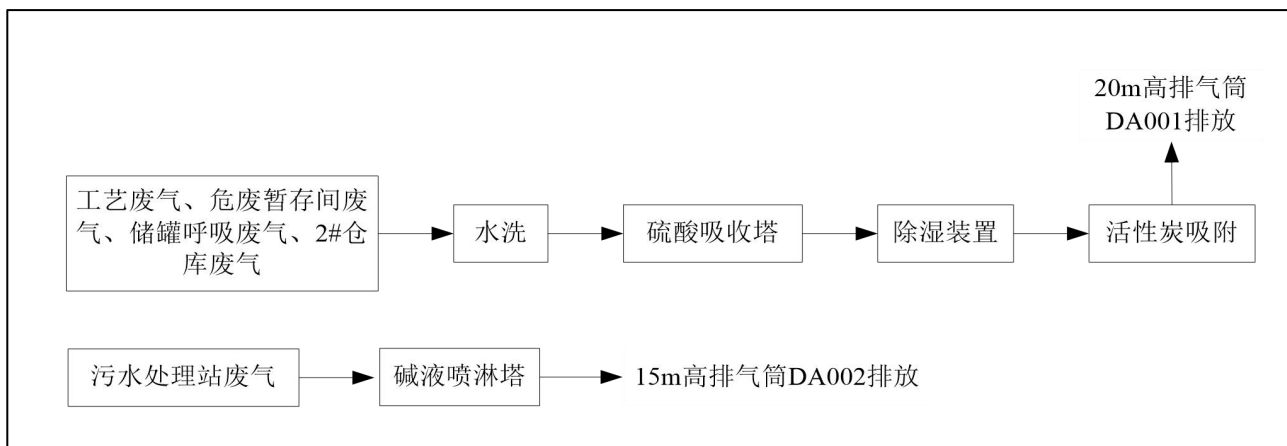 20m高排气筒
DA001排放
工艺废气、危废暂存间废
气、储罐呼吸废气、2#仓
库废气
水洗
硫酸吸收塔
除湿装置
活性炭吸附
污水处理站废气
碱液喷淋塔
15m高排气筒DA002排放